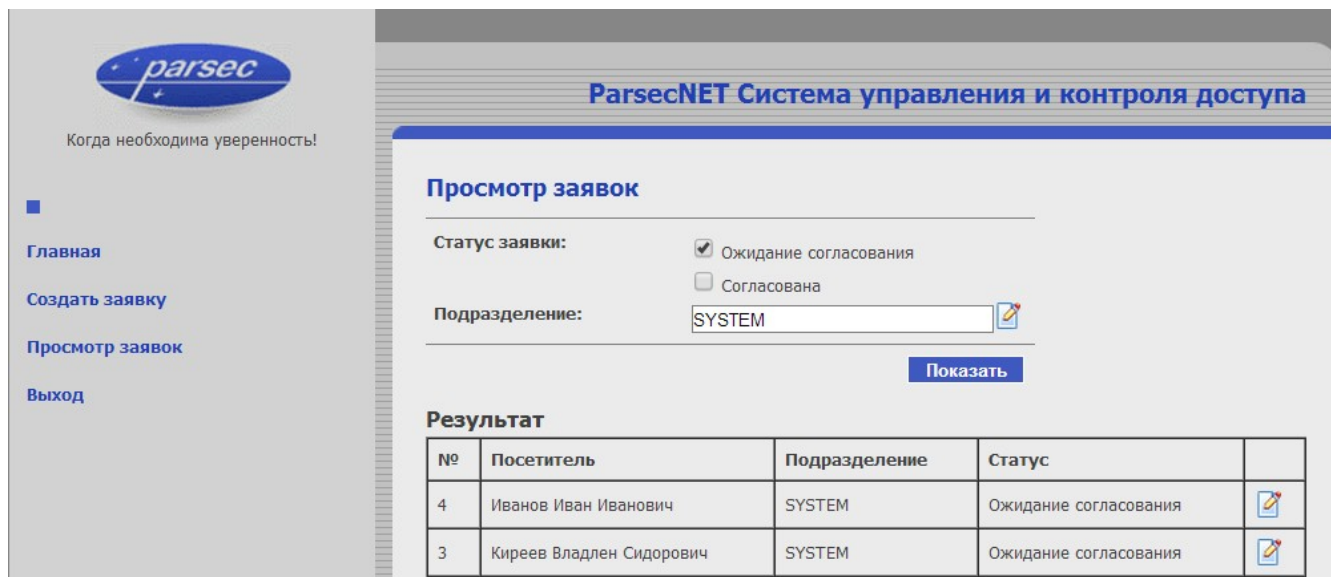 parsec
Когда необходима уверенность!
Главная
Создать заявку
Просмотр заявок
Выход
ParsecNET Система управления и контроля доступа
Просмотр заявок
Статус заявки:
Ожидание согласования
Согласована
Подразделение:
SYSTEM
Показать
Результат
№ Посетитель Подразделение Статус
4 Иванов Иван Иванович SYSTEM Ожидание согласования
3 Киреев Владлен Сидорович SYSTEM Ожидание согласования